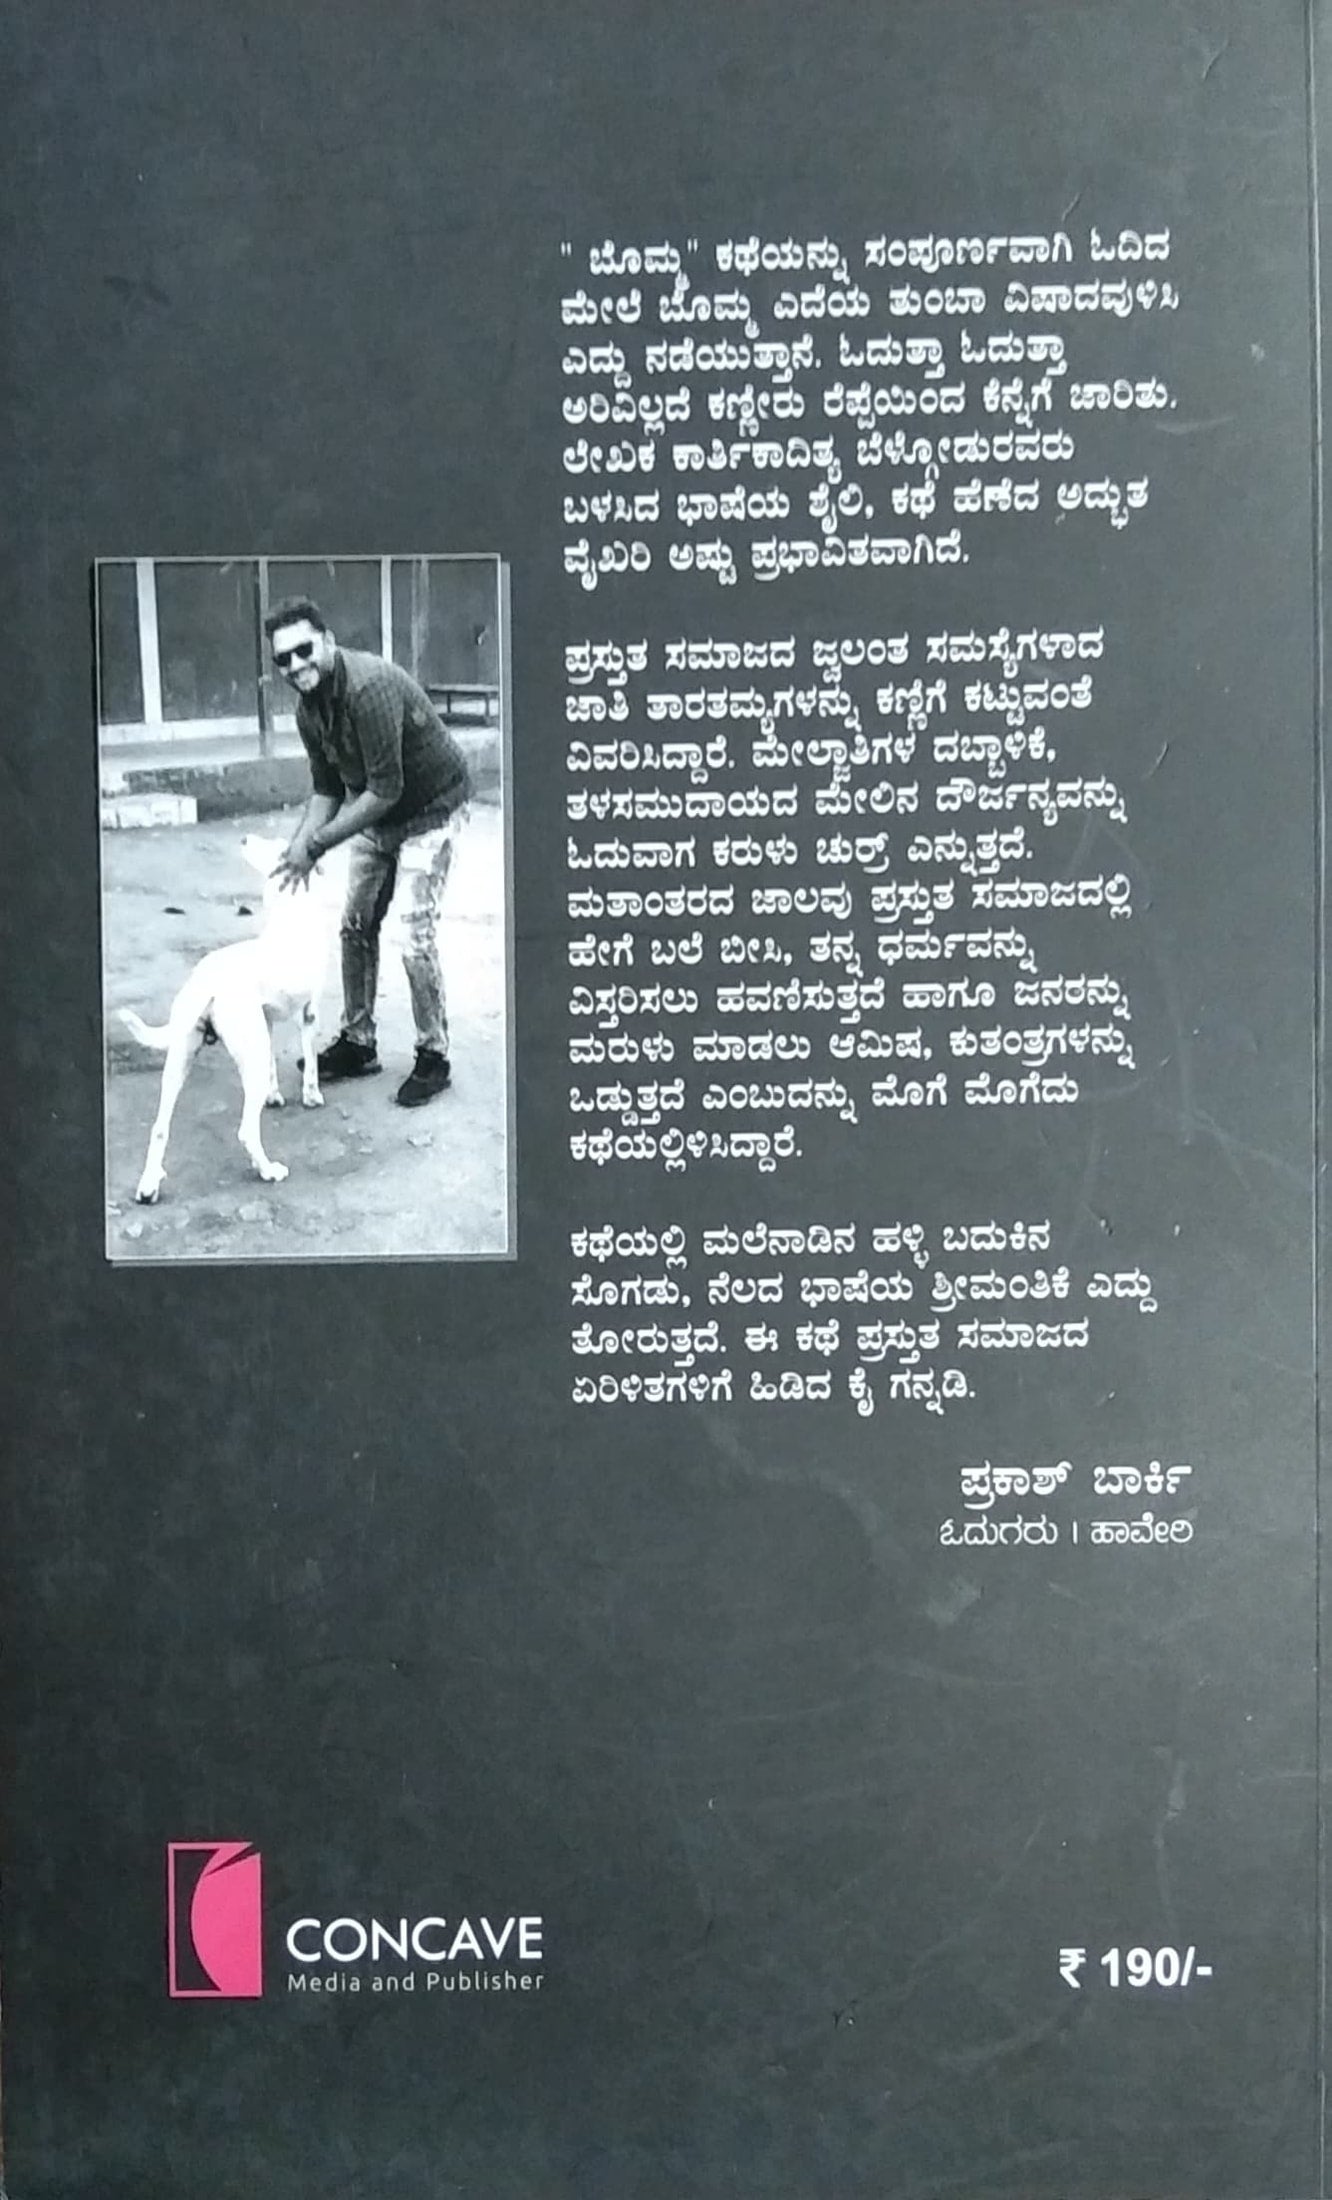 " ಬೊಮ್ಮ" ಕಥೆಯನ್ನು ಸಂಪೂರ್ಣವಾಗಿ ಓದಿದ
ಮೇಲೆ ಬೊಮ್ಮ ಎದೆಯ ತುಂಬಾ ವಿಷಾದವುಳಿಸಿ
ಎದ್ದು ನಡೆಯುತ್ತಾನೆ. ಓದುತ್ತಾ ಓದುತ್ತಾ
ಅರಿವಿಲ್ಲದೆ ಕಣ್ಣೀರು ರೆಪ್ಪೆಯಿಂದ ಕೆನ್ನೆಗೆ ಜಾರಿತು.
ಲೇಖಕ ಕಾರ್ತಿಕಾದಿತ್ಯ ಬೆಳ್ಗೋಡುರವರು
ಬಳಸಿದ ಭಾಷೆಯ ಶೈಲಿ, ಕಥೆ ಹೆಣೆದ ಅದ್ಭುತ
ವೈಖರಿ ಅಷ್ಟು ಪ್ರಭಾವಿತವಾಗಿದೆ.
ಪ್ರಸ್ತುತ ಸಮಾಜದ ಜ್ವಲಂತ ಸಮಸ್ಯೆಗಳಾದ
ಜಾತಿ ತಾರತಮ್ಯಗಳನ್ನು ಕಣ್ಣಿಗೆ ಕಟ್ಟುವಂತೆ
ವಿವರಿಸಿದ್ದಾರೆ. ಮೇಲ್ಜಾತಿಗಳ ದಬ್ಬಾಳಿಕೆ,
ತಳಸಮುದಾಯದ ಮೇಲಿನ ದೌರ್ಜನ್ಯವನ್ನು
ಓದುವಾಗ ಕರುಳು ಚುರ್ರ್ ಎನ್ನುತ್ತದೆ.
ಮತಾಂತರದ ಜಾಲವು ಪ್ರಸ್ತುತ ಸಮಾಜದಲ್ಲಿ
ಹೇಗೆ ಬಲೆ ಬೀಸಿ, ತನ್ನ ಧರ್ಮವನ್ನು
ವಿಸ್ತರಿಸಲು ಹವಣಿಸುತ್ತದೆ ಹಾಗೂ ಜನರನ್ನು
ಮರುಳು ಮಾಡಲು ಆಮಿಷ, ಕುತಂತ್ರಗಳನ್ನು
ಒಡ್ಡುತ್ತದೆ ಎಂಬುದನ್ನು ಮೊಗೆ ಮೊಗೆದು
ಕಥೆಯಲ್ಲಿಳಿಸಿದ್ದಾರೆ.
ಕಥೆಯಲ್ಲಿ ಮಲೆನಾಡಿನ ಹಳ್ಳಿ ಬದುಕಿನ
ಸೊಗಡು, ನೆಲದ ಭಾಷೆಯ ಶ್ರೀಮಂತಿಕೆ ಎದ್ದು
ತೋರುತ್ತದೆ. ಈ ಕಥೆ ಪ್ರಸ್ತುತ ಸಮಾಜದ
ಏರಿಳಿತಗಳಿಗೆ ಹಿಡಿದ ಕೈ ಗನ್ನಡಿ.
ಪ್ರಕಾಶ್ ಬಾರ್ಕಿ
ಓದುಗರು | ಹಾವೇರಿ
CONCAVE
Media and Publisher
₹ 190/-